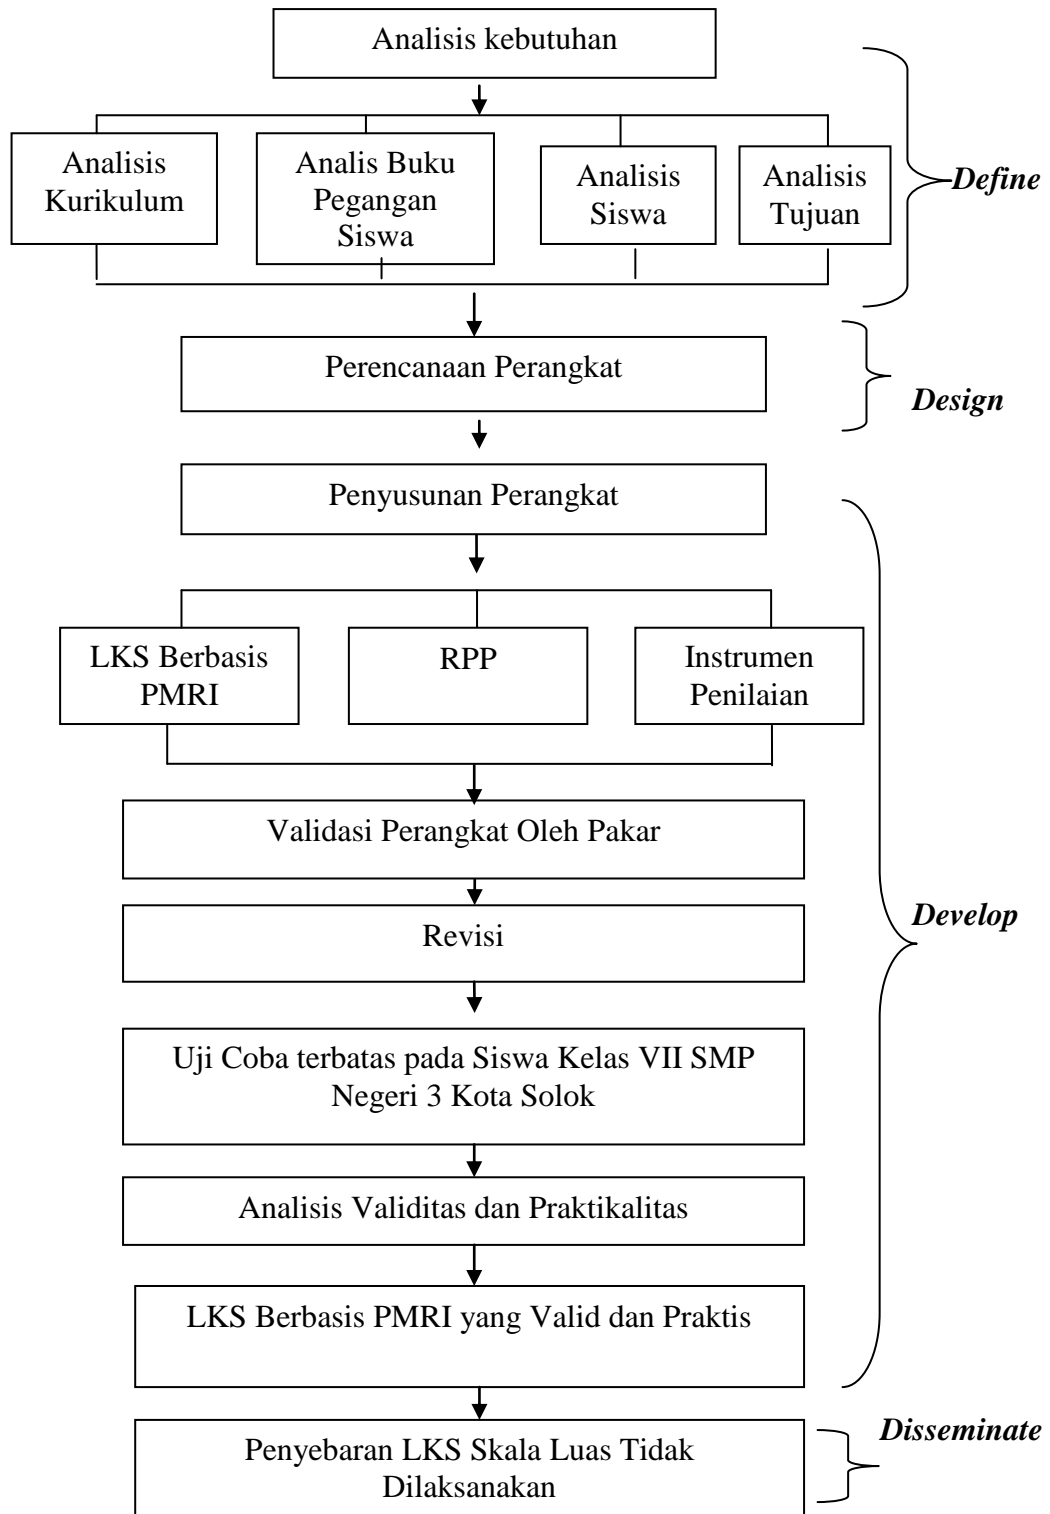 Analisis kebutuhan
Analisis
Kurikulum
Analis Buku
Pegangan
Siswa
Analisis
Siswa
Analisis
Tujuan
Define
Perencanaan Perangkat
Design
Penyusunan Perangkat
LKS Berbasis
PMRI
RPP
Instrumen
Penilaian
Validasi Perangkat Oleh Pakar
Revisi
Develop
Uji Coba terbatas pada Siswa Kelas VII SMP
Negeri 3 Kota Solok
Analisis Validitas dan Praktikalitas
LKS Berbasis PMRI yang Valid dan Praktis
Disseminate
Penyebaran LKS Skala Luas Tidak
Dilaksanakan